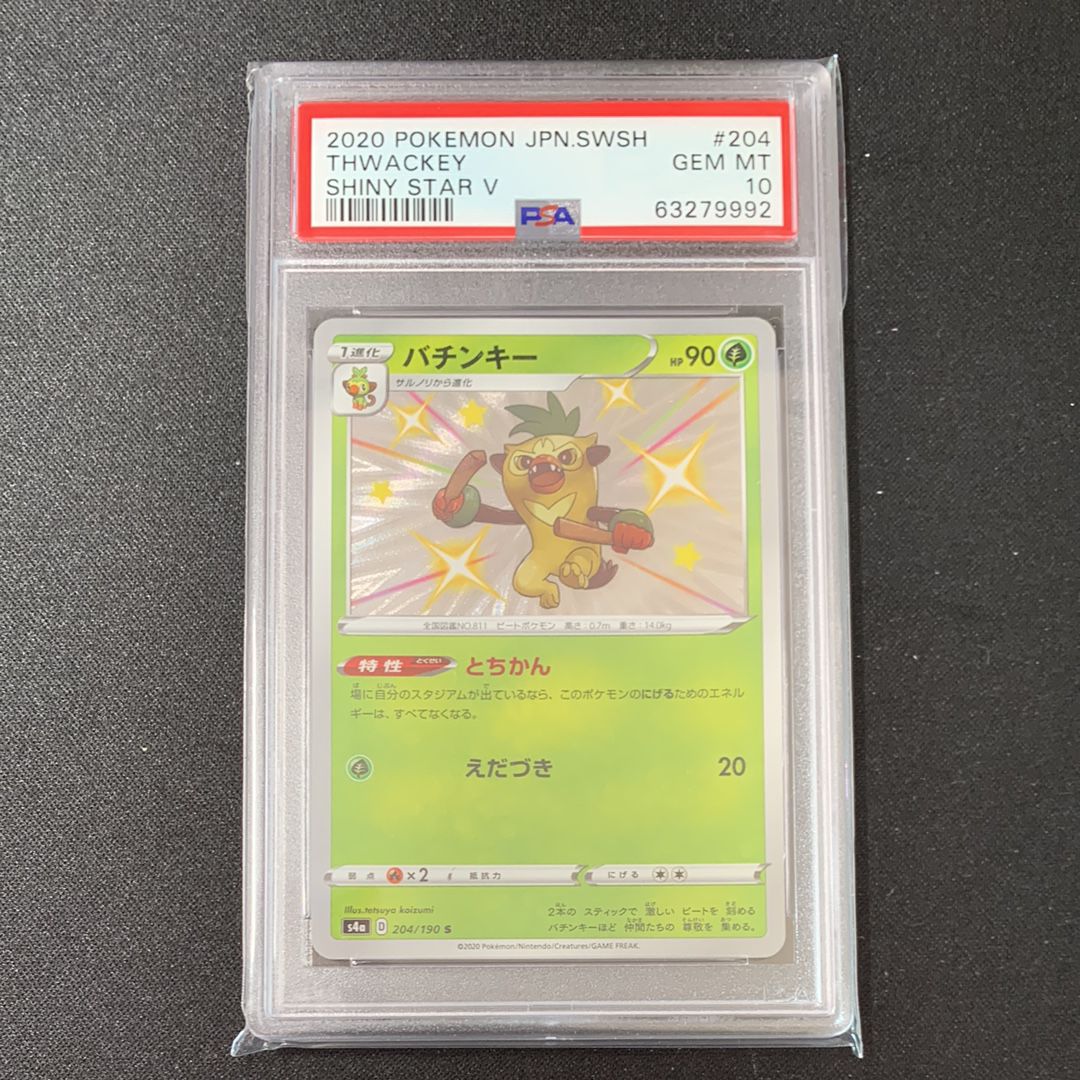 2020 POKEMON JPN.SWSH #204
THWACKEY GEM MT
SHINY STAR V 10
PSA 63279992
1進化 バチンキー HP 90
サルノリから進化
全国図鑑NO.811 ビートポケモン 高さ:0.7m 重さ:14.0kg
特性 とくせい とちかん
場に自分のスタジアムが出ているなら、このポケモンのにげるためのエネル
ギーは、すべてなくなる。
えだづき 20
弱点 ×2 抵抗力 にげる
Illus.tetsuya koizumi
2本の スティックで 激しい ビートを 刻める
バチンキーほど 仲間たちの 尊敬を 集める。
s4a D 204/190 S
©2020 Pokémon/Nintendo/Creatures/GAME FREAK.